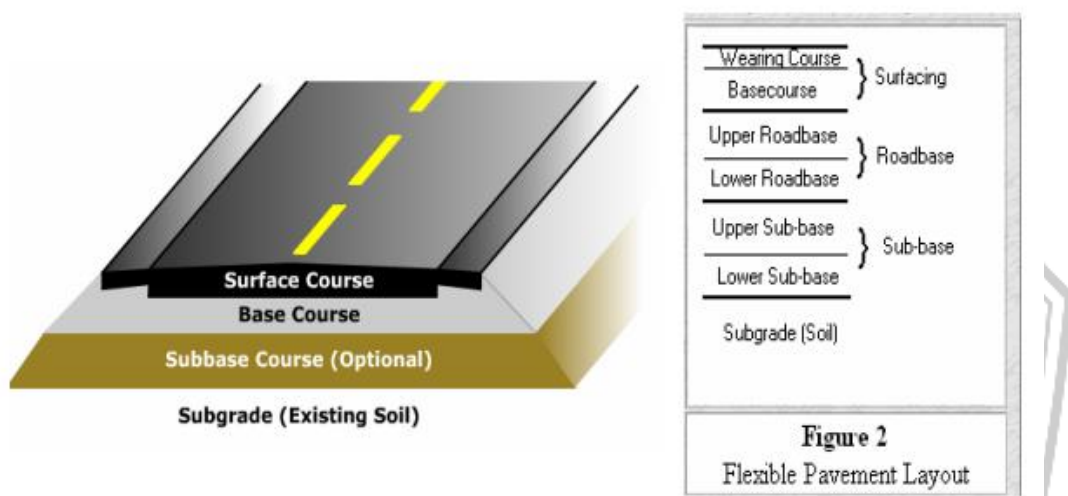 Surface Course
Base Course
Subbase Course (Optional)
Subgrade (Existing Soil)
Wearing Course
Basecourse
Surfacing
Upper Roadbase
Lower Roadbase
Roadbase
Upper Sub-base
Lower Sub-base
Sub-base
Subgrade (Soil)
Figure 2
Flexible Pavement Layout